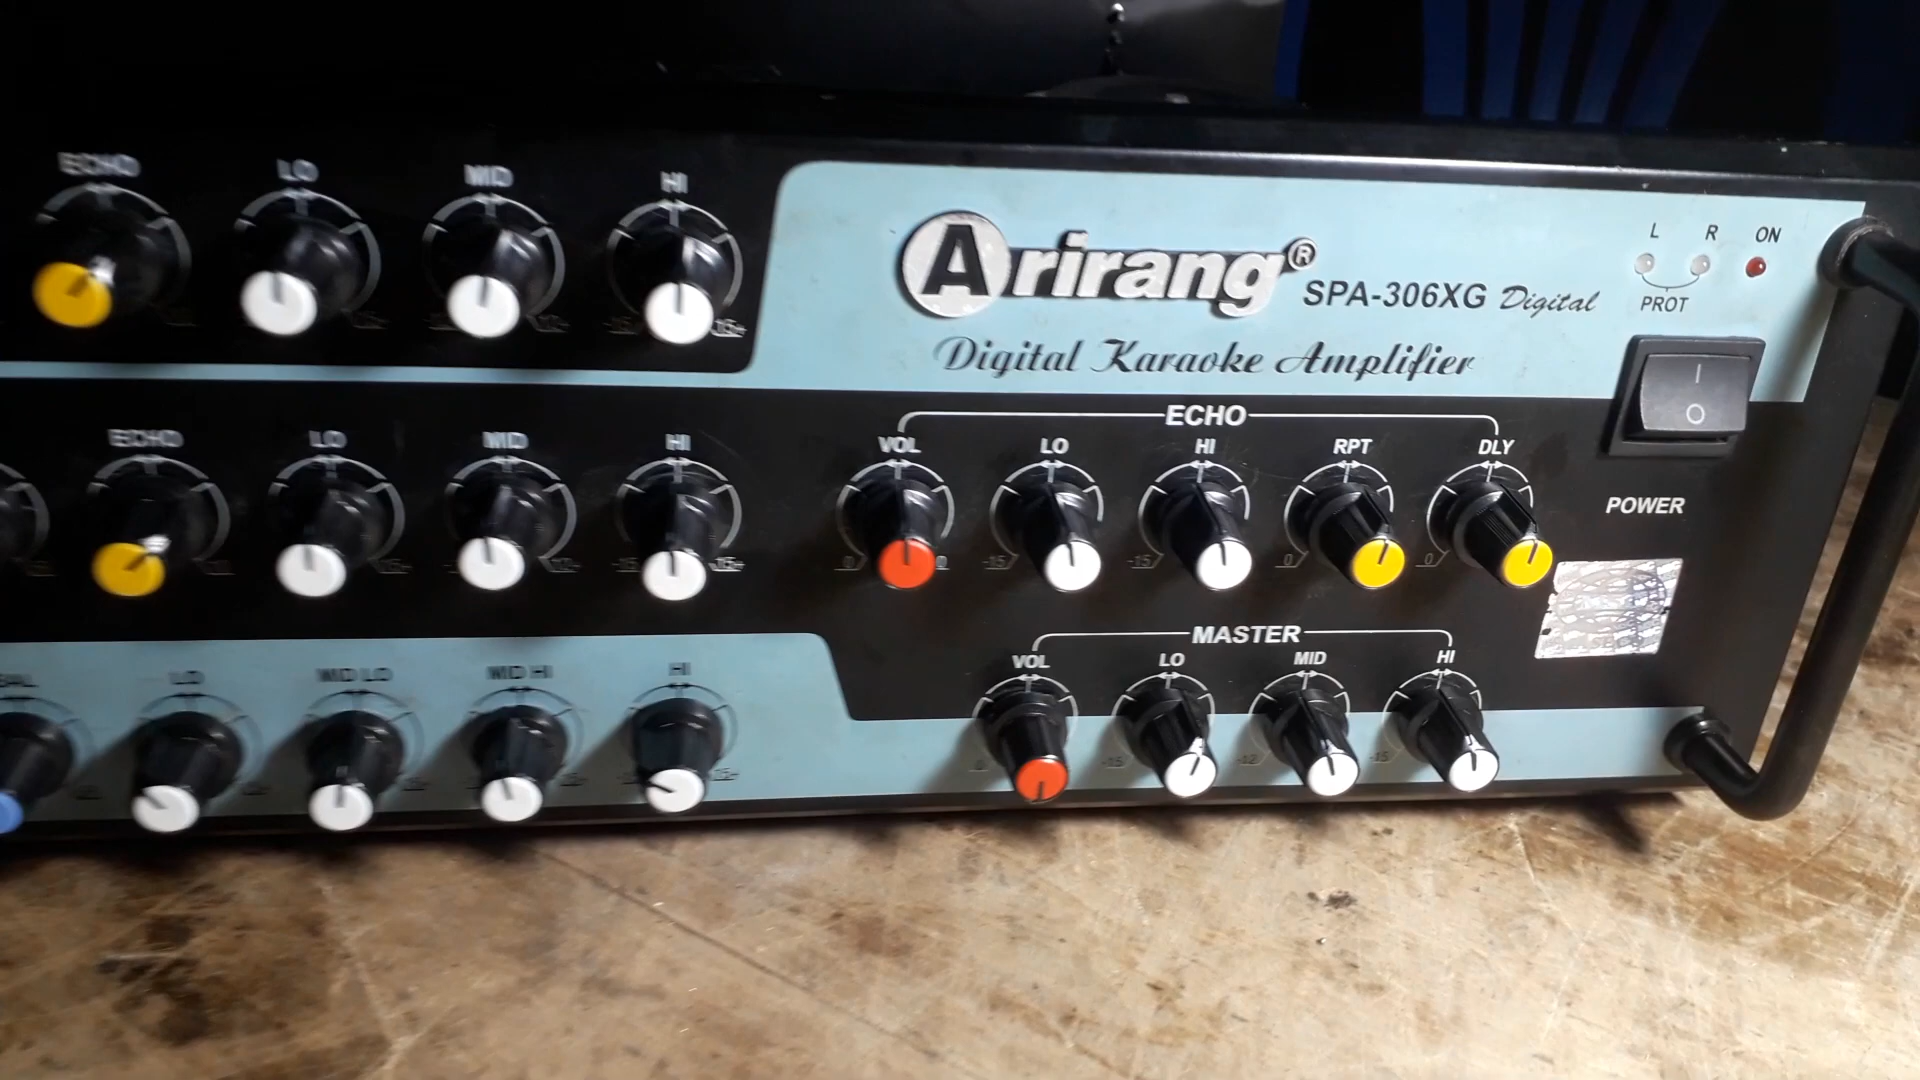 ECHO LO MID HI
Arirang®
SPA-306XG Digital
Digital Karaoke Amplifier
L R ON
PROT
I
O
POWER
ECHO LO MID HI
ECHO
VOL LO HI RPT DLY
0 0 -15 -15 0 0
MASTER
VOL LO MID HI
0 -15 -12 -15
BAL LO MID LO MID HI HI